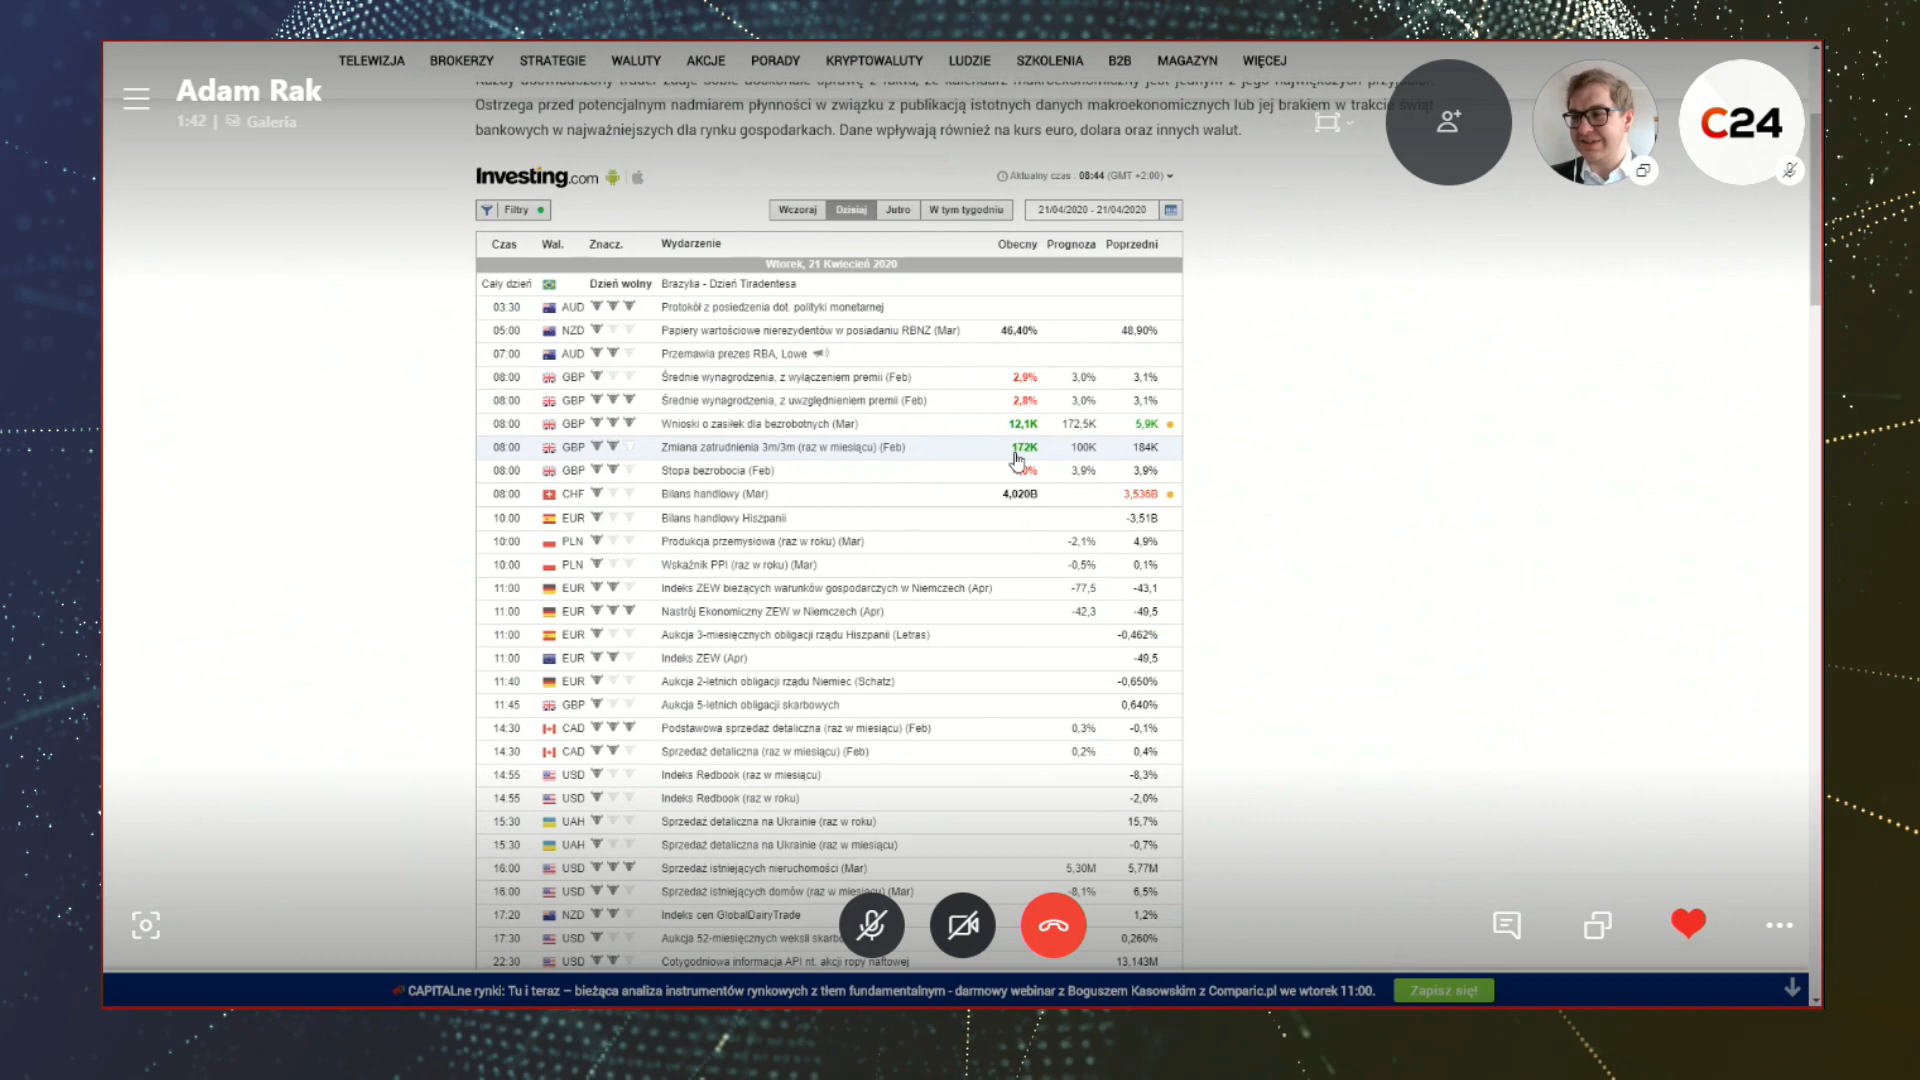 TELEWIZJA BROKERZY STRATEGIE WALUTY AKCJE PORADY KRYPTOWALUTY LUDZIE SZKOLENIA B2B MAGAZYN WIĘCEJ
Adam Rak
1:42 | Galeria
Ostrzega przed potencjalnym nadmiarem płynności w związku z publikacją istotnych danych makroekonomicznych lub jej brakiem w trakcie świąt
bankowych w najważniejszych dla rynku gospodarkach. Dane wpływają również na kurs euro, dolara oraz innych walut.
C24
Investing.com
Aktualny czas : 08:44 (GMT +2:00)
Filtry
Wczoraj Dzisiaj Jutro W tym tygodniu 21/04/2020 - 21/04/2020
Czas Wal. Znacz. Wydarzenie Obecny Prognoza Poprzedni
Wtorek, 21 Kwiecień 2020
Cały dzień Dzień wolny Brazylia - Dzień Tiradentesa
03:30 AUD Protokół z posiedzenia dot. polityki monetarnej
05:00 NZD Papiery wartościowe nierezydentów w posiadaniu RBNZ (Mar) 46,40% 48,90%
07:00 AUD Przemawia prezes RBA, Lowe
08:00 GBP Średnie wynagrodzenia, z wyłączeniem premii (Feb) 2,9% 3,0% 3,1%
08:00 GBP Średnie wynagrodzenia, z uwzględnieniem premii (Feb) 2,8% 3,0% 3,1%
08:00 GBP Wnioski o zasiłek dla bezrobotnych (Mar) 12,1K 172,5K 5,9K
08:00 GBP Zmiana zatrudnienia 3m/3m (raz w miesiącu) (Feb) 172K 100K 184K
08:00 GBP Stopa bezrobocia (Feb) 3,9% 3,9%
08:00 CHF Bilans handlowy (Mar) 4,020B 3,536B
10:00 EUR Bilans handlowy Hiszpanii -3,51B
10:00 PLN Produkcja przemysłowa (raz w roku) (Mar) -2,1% 4,9%
10:00 PLN Wskaźnik PPI (raz w roku) (Mar) -0,5% 0,1%
11:00 EUR Indeks ZEW bieżących warunków gospodarczych w Niemczech (Apr) -77,5 -43,1
11:00 EUR Nastrój Ekonomiczny ZEW w Niemczech (Apr) -42,3 -49,5
11:00 EUR Aukcja 3-miesięcznych obligacji rządu Hiszpanii (Letras) -0,462%
11:00 EUR Indeks ZEW (Apr) -49,5
11:40 EUR Aukcja 2-letnich obligacji rządu Niemiec (Schatz) -0,650%
11:45 GBP Aukcja 5-letnich obligacji skarbowych 0,640%
14:30 CAD Podstawowa sprzedaż detaliczna (raz w miesiącu) (Feb) 0,3% -0,1%
14:30 CAD Sprzedaż detaliczna (raz w miesiącu) (Feb) 0,2% 0,4%
14:55 USD Indeks Redbook (raz w miesiącu) -8,3%
14:55 USD Indeks Redbook (raz w roku) -2,0%
15:30 UAH Sprzedaż detaliczna na Ukrainie (raz w roku) 15,7%
15:30 UAH Sprzedaż detaliczna na Ukrainie (raz w miesiącu) -0,7%
16:00 USD Sprzedaż istniejących nieruchomości (Mar) 5,30M 5,77M
16:00 USD Sprzedaż istniejących domów (raz w miesiącu) (Mar) -8,1% 6,5%
17:20 NZD Indeks cen GlobalDairyTrade 1,2%
17:30 USD Aukcja 52-miesięcznych weksli 0,260%
22:30 USD Cotygodniowa informacja API nt. akcji ropy naftowej 13,143M
CAPITALne rynki: Tu i teraz – bieżąca analiza instrumentów rynkowych z tłem fundamentalnym - darmowy webinar z Boguszem Kasowskim z Comparic.pl we wtorek 11:00. Zapisz się!